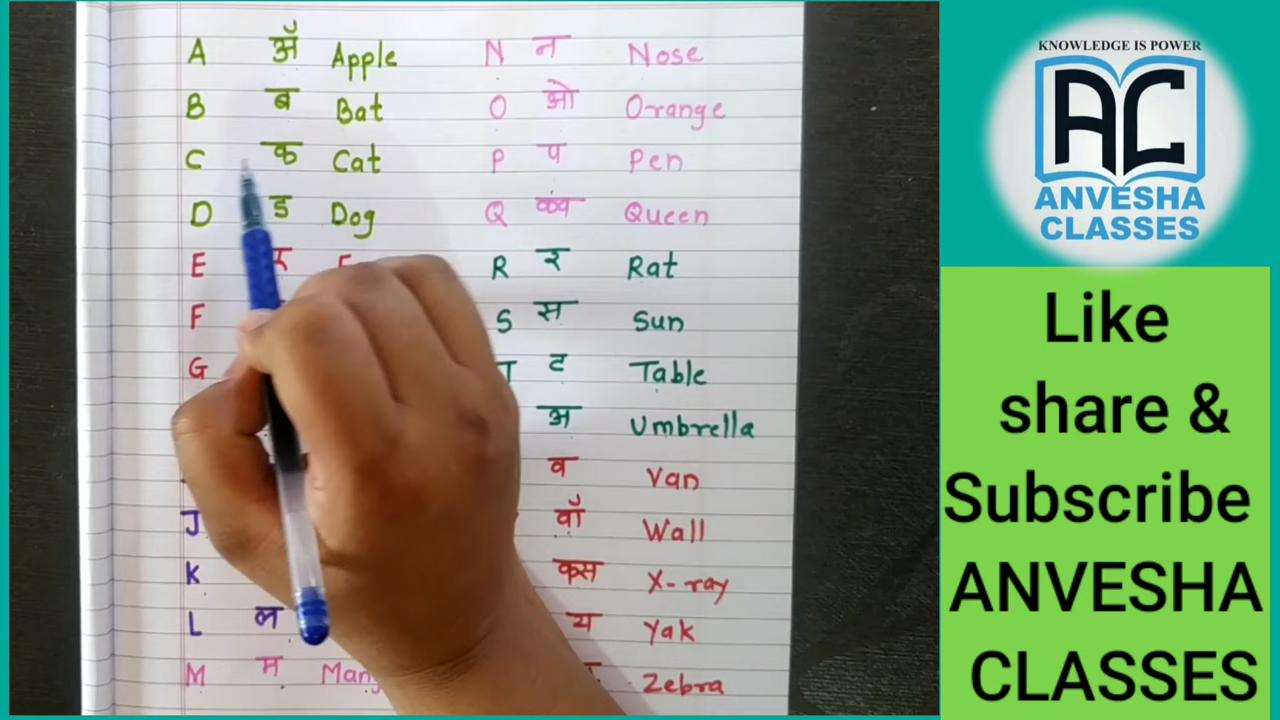 A अ‍ॅ Apple
B ब Bat
C क Cat
D ड Dog
E
F
G
J
K
L ल
M म
N न Nose
O ओ Orange
P प Pen
Q क्व Queen
R र Rat
S स Sun
T ट Table
अ Umbrella
व Van
वॉ Wall
क्स X-ray
य Yak
Zebra
KNOWLEDGE IS POWER
AC
ANVESHA
CLASSES
Like
share &
Subscribe
ANVESHA
CLASSES